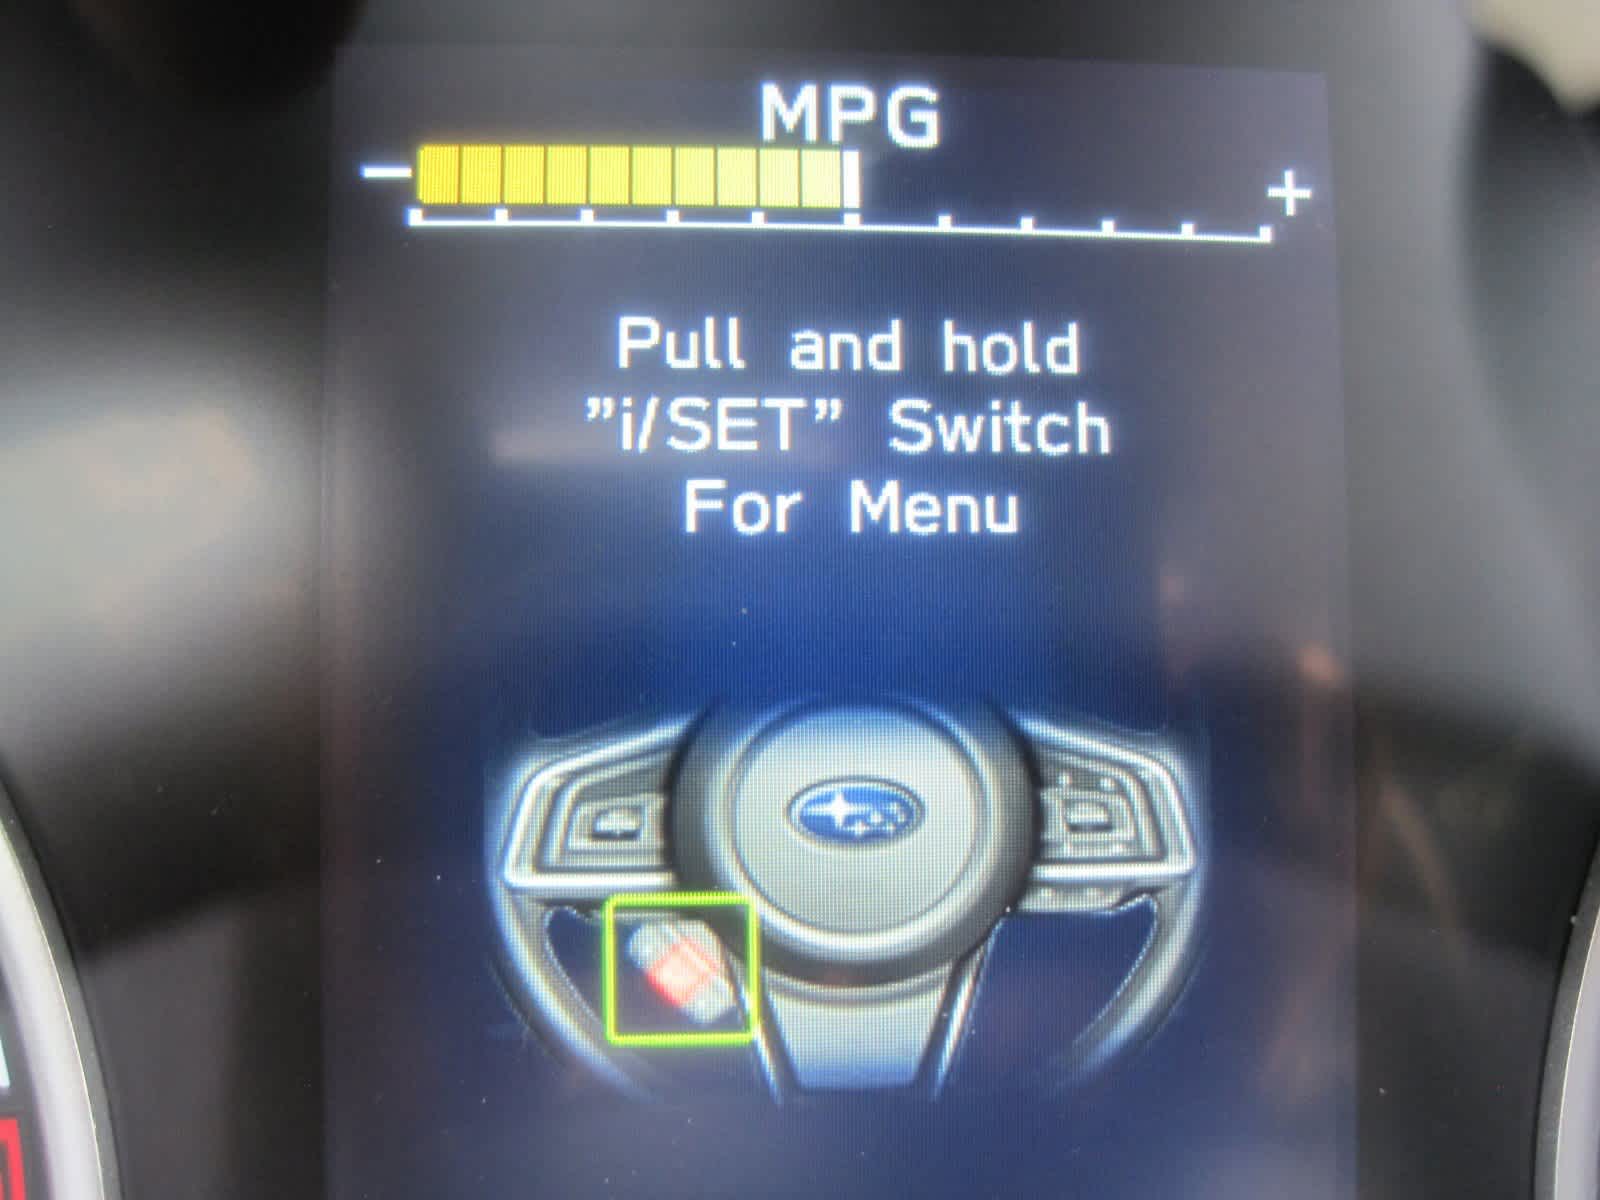 MPG
− +
Pull and hold
”i/SET” Switch
For Menu